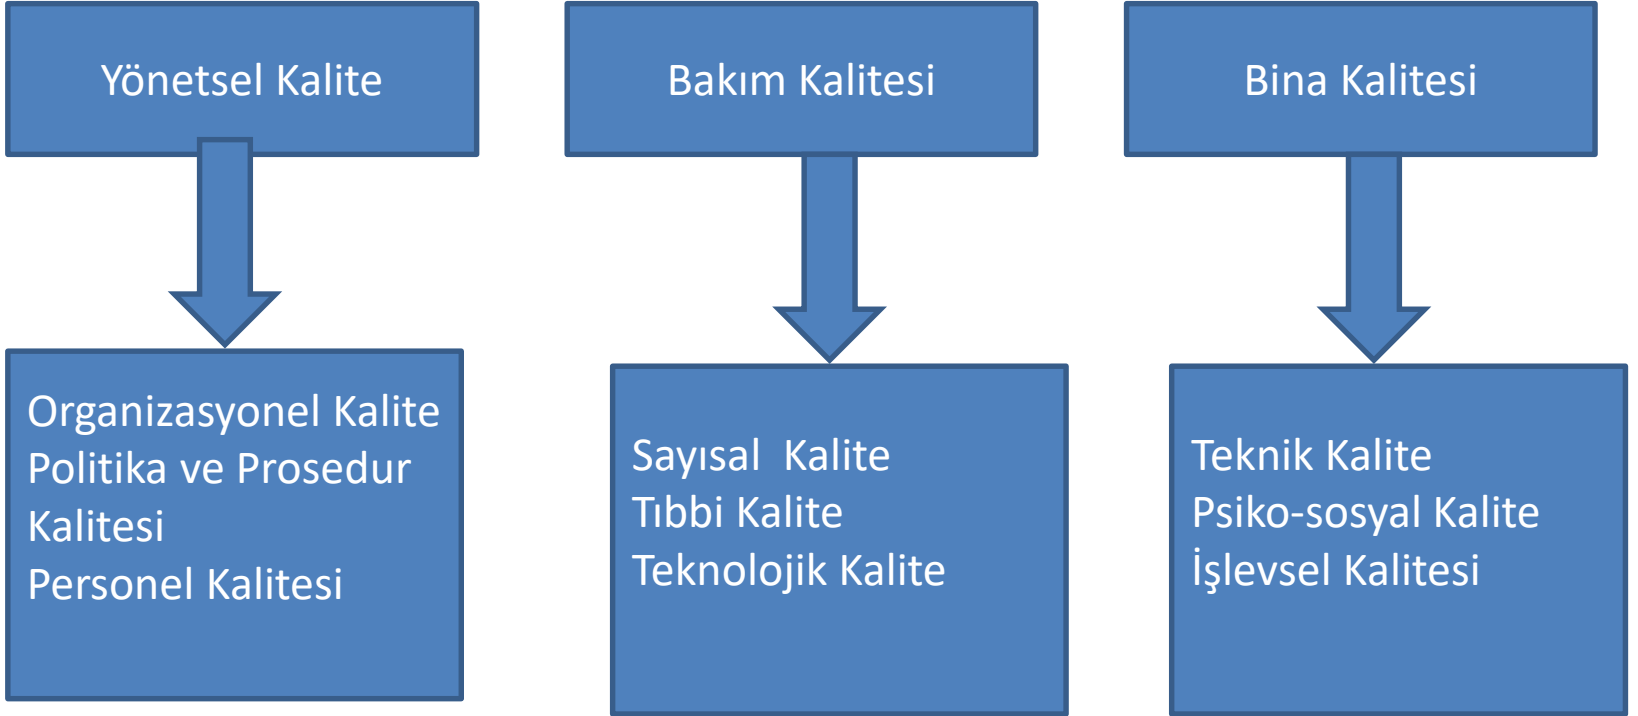 Yönetsel Kalite
Bakım Kalitesi
Bina Kalitesi
Organizasyonel Kalite
Politika ve Prosedur
Kalitesi
Personel Kalitesi
Sayısal  Kalite
Tıbbi Kalite
Teknolojik Kalite
Teknik Kalite
Psiko-sosyal Kalite
İşlevsel Kalitesi